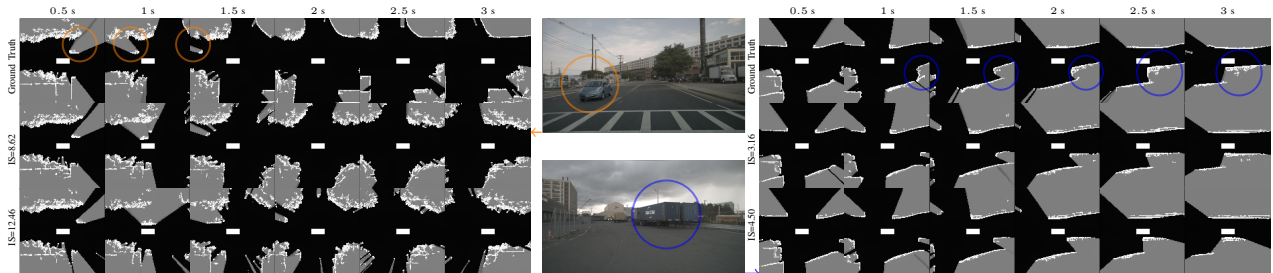 0.5 s 1 s 1.5 s 2 s 2.5 s 3 s
Ground Truth
IS=8.62
IS=12.46
0.5 s 1 s 1.5 s 2 s 2.5 s 3 s
Ground Truth
IS=3.16
IS=4.50